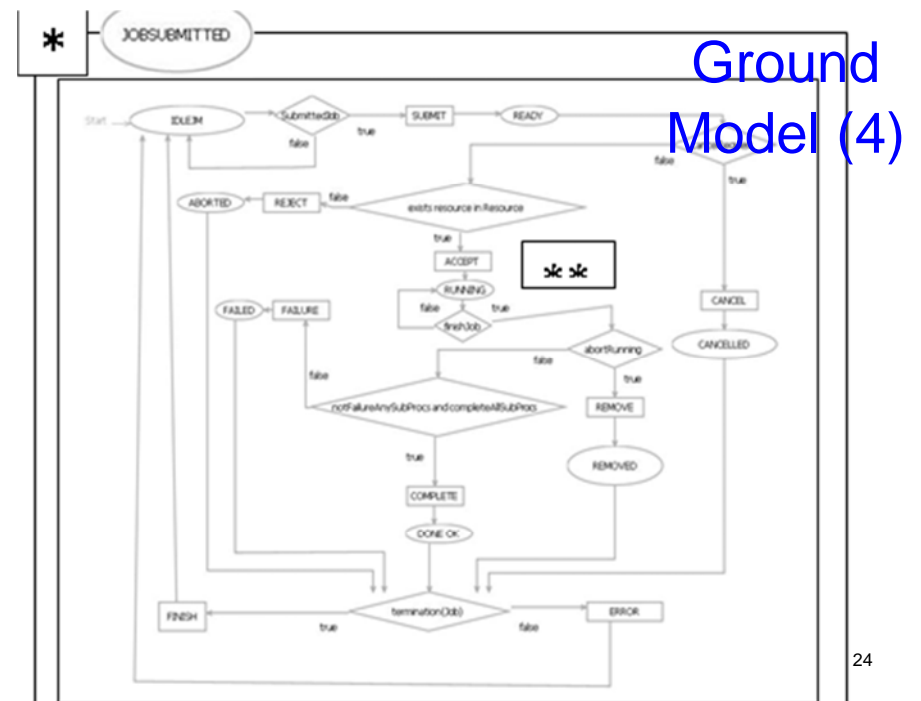 *
JOBSUBMITTED
Ground
Model (4)
Start
IDLEJM
SubmittedJob
true
false
SUBMIT
READY
false
true
ABORTED
REJECT
false
exists resource in Resource
true
ACCEPT
**
RUNNING
false
true
finishJob
FAILED
FAILURE
CANCEL
CANCELLED
abortRunning
false
true
false
notFailureAnySubProcs and completeAllSubProcs
REMOVE
true
REMOVED
COMPLETE
DONE OK
FINISH
true
termination(Job)
false
ERROR
24